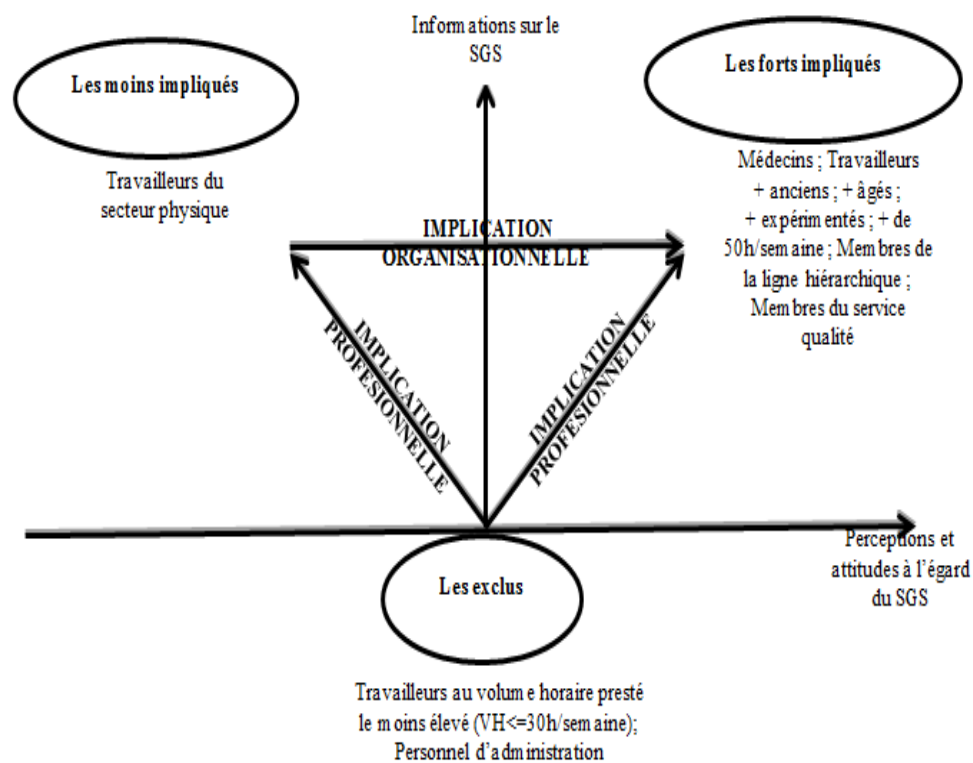 Informations sur le
SGS
Les moins impliqués
Les forts impliqués
Travailleurs du
secteur physique
Médecins ; Travailleurs
+ anciens ; + âgés ;
+ expérimentés ; + de
50h/semaine ; Membres de
la ligne hiérarchique ;
Membres du service
qualité
IMPLICATION
ORGANISATIONNELLE
IMPLICATION
PROFESIONNELLE
IMPLICATION
PROFESIONNELLE
Perceptions et
attitudes à l'égard
du SGS
Les exclus
Travailleurs au volume horaire presté
le moins élevé (VH<=30h/semaine);
Personnel d'administration